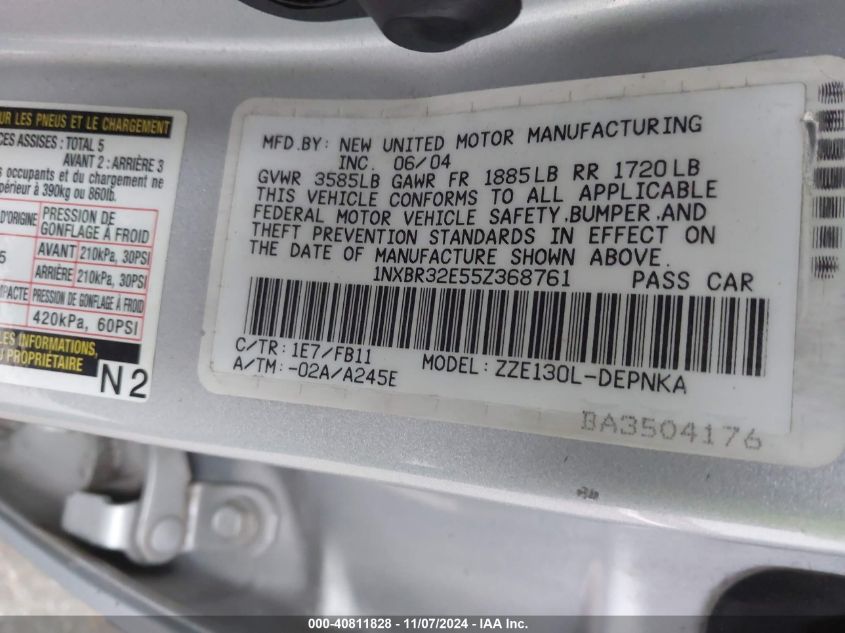 UR LES PNEUS ET LE CHARGEMENT
CES ASSISES : TOTAL 5
AVANT 2 : ARRIÈRE 3
s occupants et du chargement ne
périeur à 390kg ou 860lb.
D'ORIGINE PRESSION DE
GONFLAGE À FROID
5 AVANT 210kPa, 30PSI
ARRIÈRE 210kPa, 30PSI
MPACTE PRESSION DE GONFLAGE À FROID
420kPa, 60PSI
LES INFORMATIONS,
U PROPRIÉTAIRE
N 2
MFD.BY: NEW UNITED MOTOR MANUFACTURING
INC. 06/04
GVWR 3585LB GAWR FR 1885LB RR 1720LB
THIS VEHICLE CONFORMS TO ALL APPLICABLE
FEDERAL MOTOR VEHICLE SAFETY,BUMPER,AND
THEFT PREVENTION STANDARDS IN EFFECT ON
THE DATE OF MANUFACTURE SHOWN ABOVE.
1NXBR32E55Z368761 PASS CAR
C/TR: 1E7/FB11 MODEL: ZZE130L-DEPNKA
A/TM: -02A/A245E
BA3504176
000-40811828 - 11/07/2024 - IAA Inc.